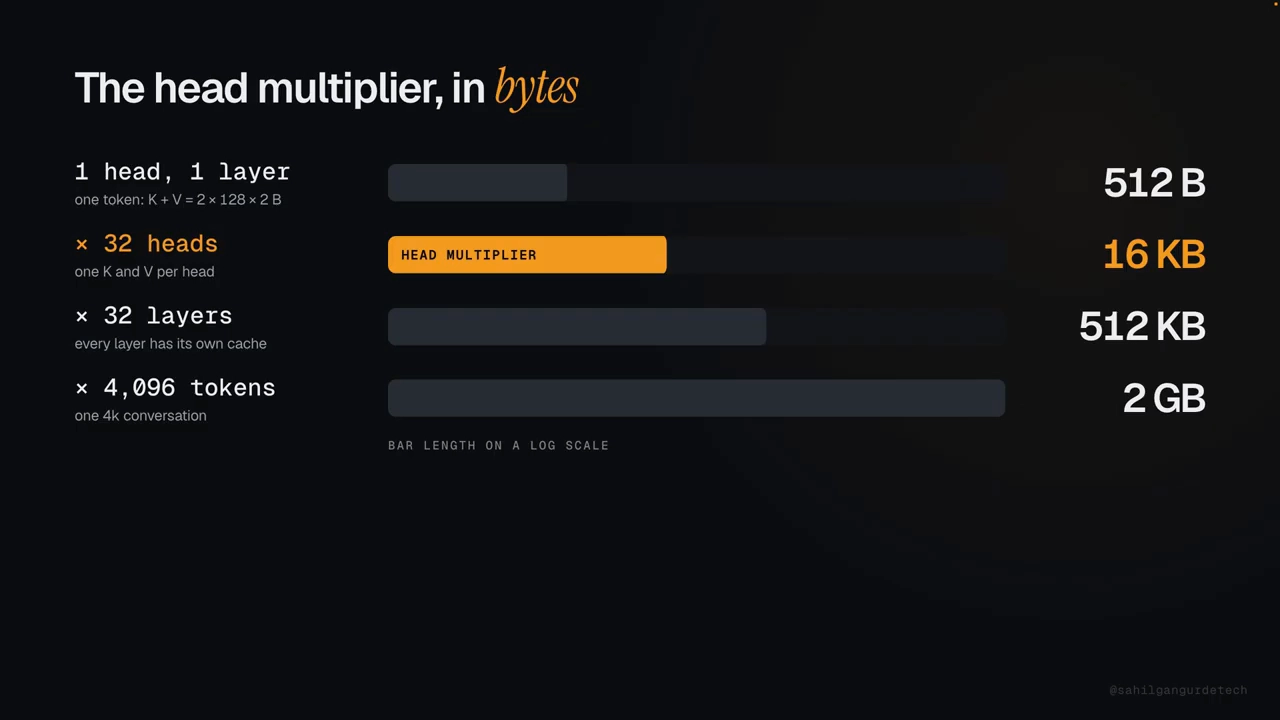 The head multiplier, in bytes
1 head, 1 layer
one token: K + V = 2 × 128 × 2 B
512 B
× 32 heads
one K and V per head
HEAD MULTIPLIER
16 KB
× 32 layers
every layer has its own cache
512 KB
× 4,096 tokens
one 4k conversation
2 GB
BAR LENGTH ON A LOG SCALE
@sahilgangurdetech